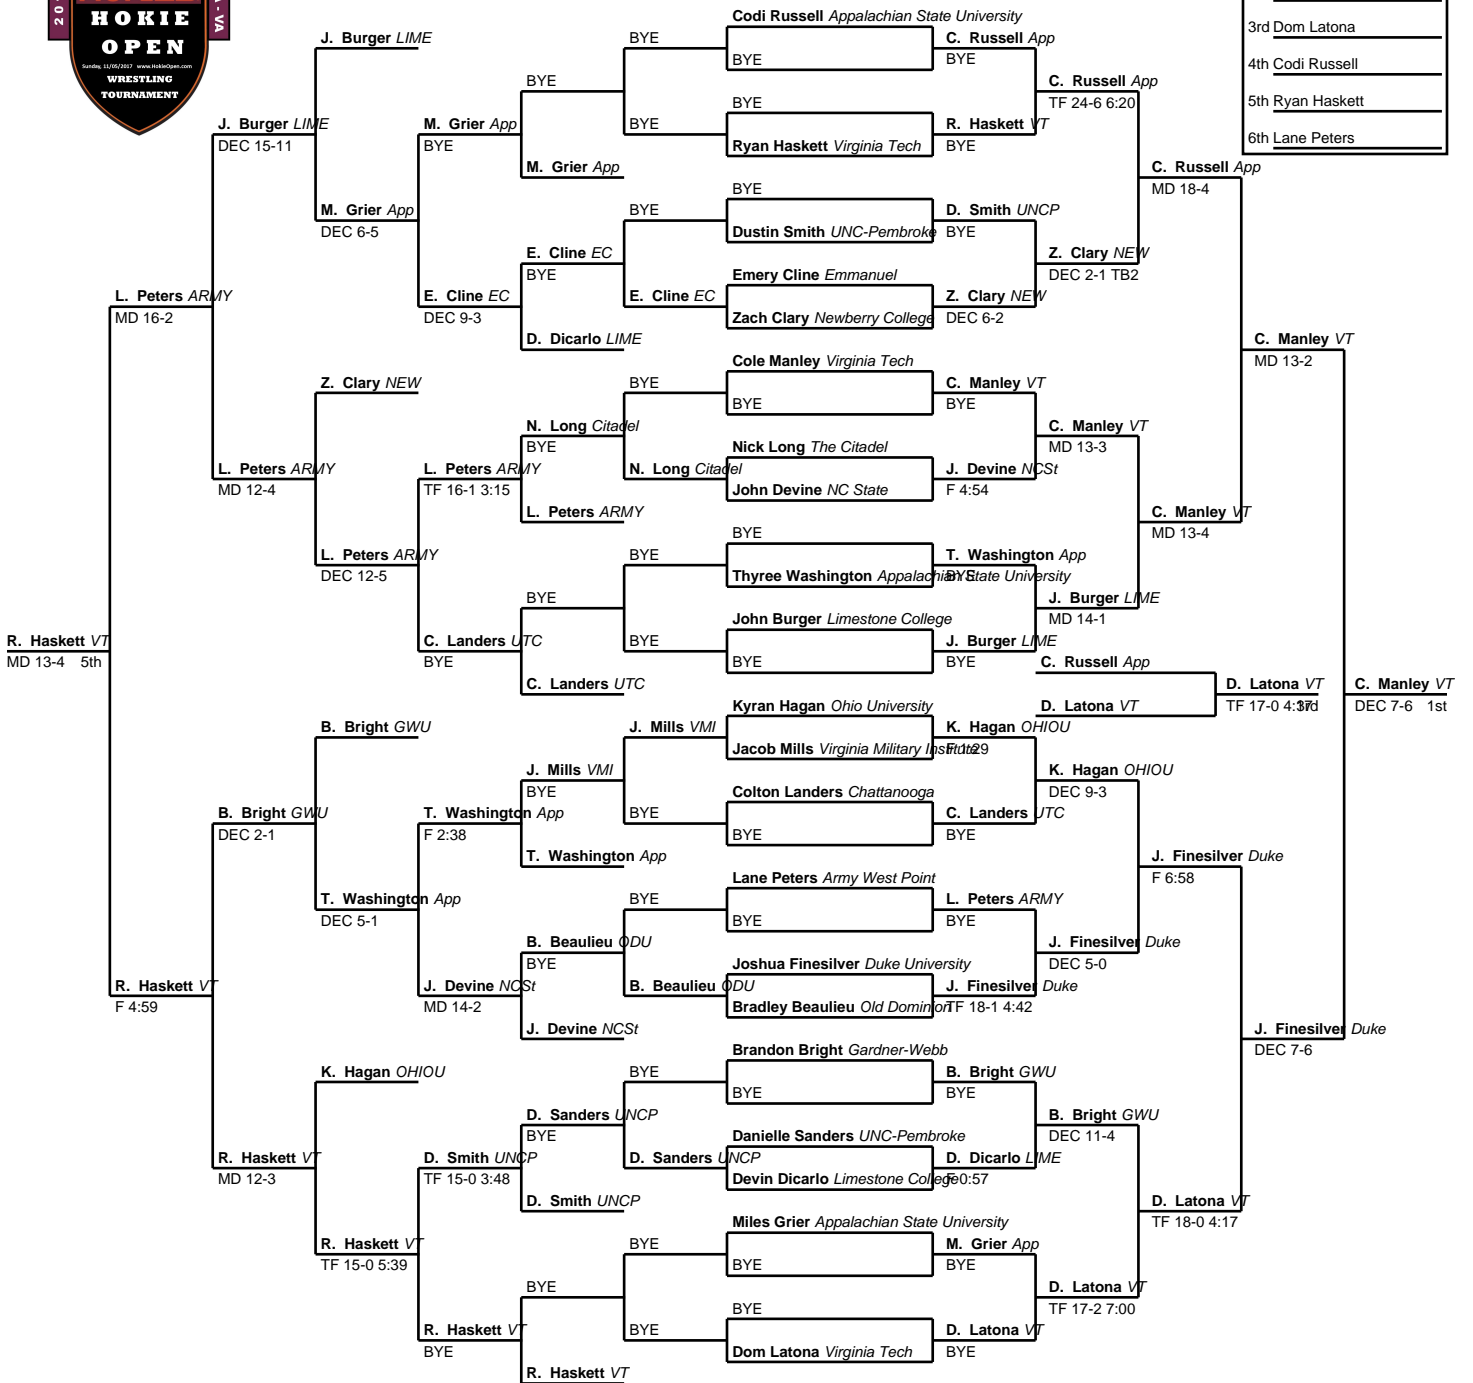 20
A - VA
HOKIE
OPEN
Sunday, 11/05/2017 www.HokieOpen.com
WRESTLING
TOURNAMENT
3rd Dom Latona
4th Codi Russell
5th Ryan Haskett
6th Lane Peters
R. Haskett VT
MD 13-4 5th
L. Peters ARMY
MD 16-2
R. Haskett VT
F 4:59
J. Burger LIME
DEC 15-11
L. Peters ARMY
MD 12-4
B. Bright GWU
DEC 2-1
R. Haskett VT
MD 12-3
J. Burger LIME
M. Grier App
DEC 6-5
Z. Clary NEW
L. Peters ARMY
DEC 12-5
B. Bright GWU
T. Washington App
DEC 5-1
K. Hagan OHIOU
R. Haskett VT
TF 15-0 5:39
M. Grier App
BYE
E. Cline EC
DEC 9-3
L. Peters ARMY
TF 16-1 3:15
C. Landers UTC
BYE
T. Washington App
F 2:38
J. Devine NCSt
MD 14-2
D. Smith UNCP
TF 15-0 3:48
R. Haskett VT
BYE
BYE
M. Grier App
E. Cline EC
BYE
D. Dicarlo LIME
N. Long Citadel
BYE
L. Peters ARMY
BYE
C. Landers UTC
J. Mills VMI
BYE
T. Washington App
B. Beaulieu ODU
BYE
J. Devine NCSt
D. Sanders UNCP
BYE
D. Smith UNCP
BYE
R. Haskett VT
BYE
BYE
BYE
E. Cline EC
BYE
N. Long Citadel
BYE
BYE
J. Mills VMI
BYE
BYE
B. Beaulieu ODU
BYE
D. Sanders UNCP
BYE
BYE
Codi Russell Appalachian State University
BYE
BYE
Ryan Haskett Virginia Tech
BYE
Dustin Smith UNC-Pembroke
Emery Cline Emmanuel
Zach Clary Newberry College
Cole Manley Virginia Tech
BYE
Nick Long The Citadel
John Devine NC State
BYE
Thyree Washington Appalachian State University
John Burger Limestone College
BYE
Kyran Hagan Ohio University
Jacob Mills Virginia Military Institute
Colton Landers Chattanooga
BYE
Lane Peters Army West Point
BYE
Joshua Finesilver Duke University
Bradley Beaulieu Old Dominion
Brandon Bright Gardner-Webb
BYE
Danielle Sanders UNC-Pembroke
Devin Dicarlo Limestone College
Miles Grier Appalachian State University
BYE
BYE
Dom Latona Virginia Tech
C. Russell App
BYE
R. Haskett VT
BYE
D. Smith UNCP
BYE
Z. Clary NEW
DEC 6-2
C. Manley VT
BYE
J. Devine NCSt
F 4:54
T. Washington App
BYE
J. Burger LIME
BYE
K. Hagan OHIOU
F 1:29
C. Landers UTC
BYE
L. Peters ARMY
BYE
J. Finesilver Duke
TF 18-1 4:42
B. Bright GWU
BYE
D. Dicarlo LIME
F 0:57
M. Grier App
BYE
D. Latona VT
BYE
C. Russell App
TF 24-6 6:20
Z. Clary NEW
DEC 2-1 TB2
C. Manley VT
MD 13-3
J. Burger LIME
MD 14-1
C. Russell App
D. Latona VT
K. Hagan OHIOU
DEC 9-3
J. Finesilver Duke
DEC 5-0
B. Bright GWU
DEC 11-4
D. Latona VT
TF 17-2 7:00
C. Russell App
MD 18-4
C. Manley VT
MD 13-4
J. Finesilver Duke
F 6:58
D. Latona VT
TF 18-0 4:17
D. Latona VT
TF 17-0 4:17 3rd
C. Manley VT
MD 13-2
J. Finesilver Duke
DEC 7-6
C. Manley VT
DEC 7-6 1st